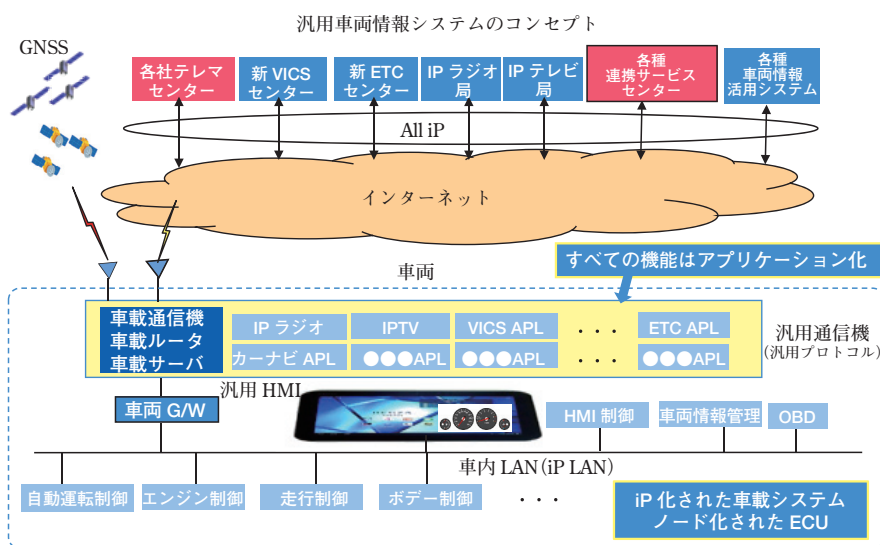 汎用車両情報システムのコンセプト
GNSS
各社テレマ
センター
新 VICS
センター
新 ETC
センター
IP ラジオ
局
IP テレビ
局
各種
連携サービス
センター
各種
車両情報
活用システム
All iP
インターネット
車両
すべての機能はアプリケーション化
車載通信機
車載ルータ
車載サーバ
IP ラジオ
IPTV
VICS APL
・・・
ETC APL
カーナビ APL
●●●APL
●●●APL
・・・
●●●APL
汎用通信機
(汎用プロトコル)
汎用 HMI
車両 G/W
HMI 制御
車両情報管理
OBD
車内 LAN(iP LAN)
自動運転制御
エンジン制御
走行制御
ボデー制御
・・・
iP 化された車載システム
ノード化された ECU